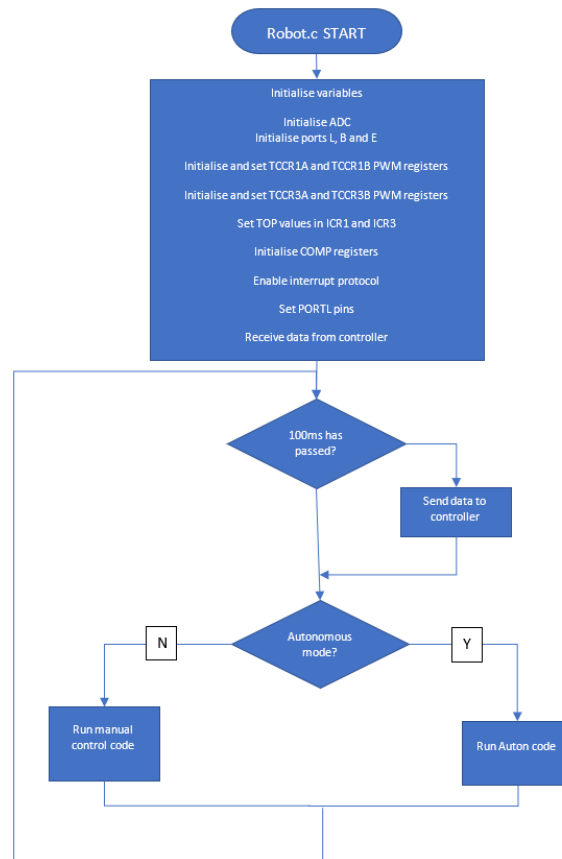 Robot.c START
Initialise variables
Initialise ADC
Initialise ports L, B and E
Initialise and set TCCR1A and TCCR1B PWM registers
Initialise and set TCCR3A and TCCR3B PWM registers
Set TOP values in ICR1 and ICR3
Initialise COMP registers
Enable interrupt protocol
Set PORTL pins
Receive data from controller
100ms has
passed?
Send data to
controller
Autonomous
mode?
N
Y
Run manual
control code
Run Auton code